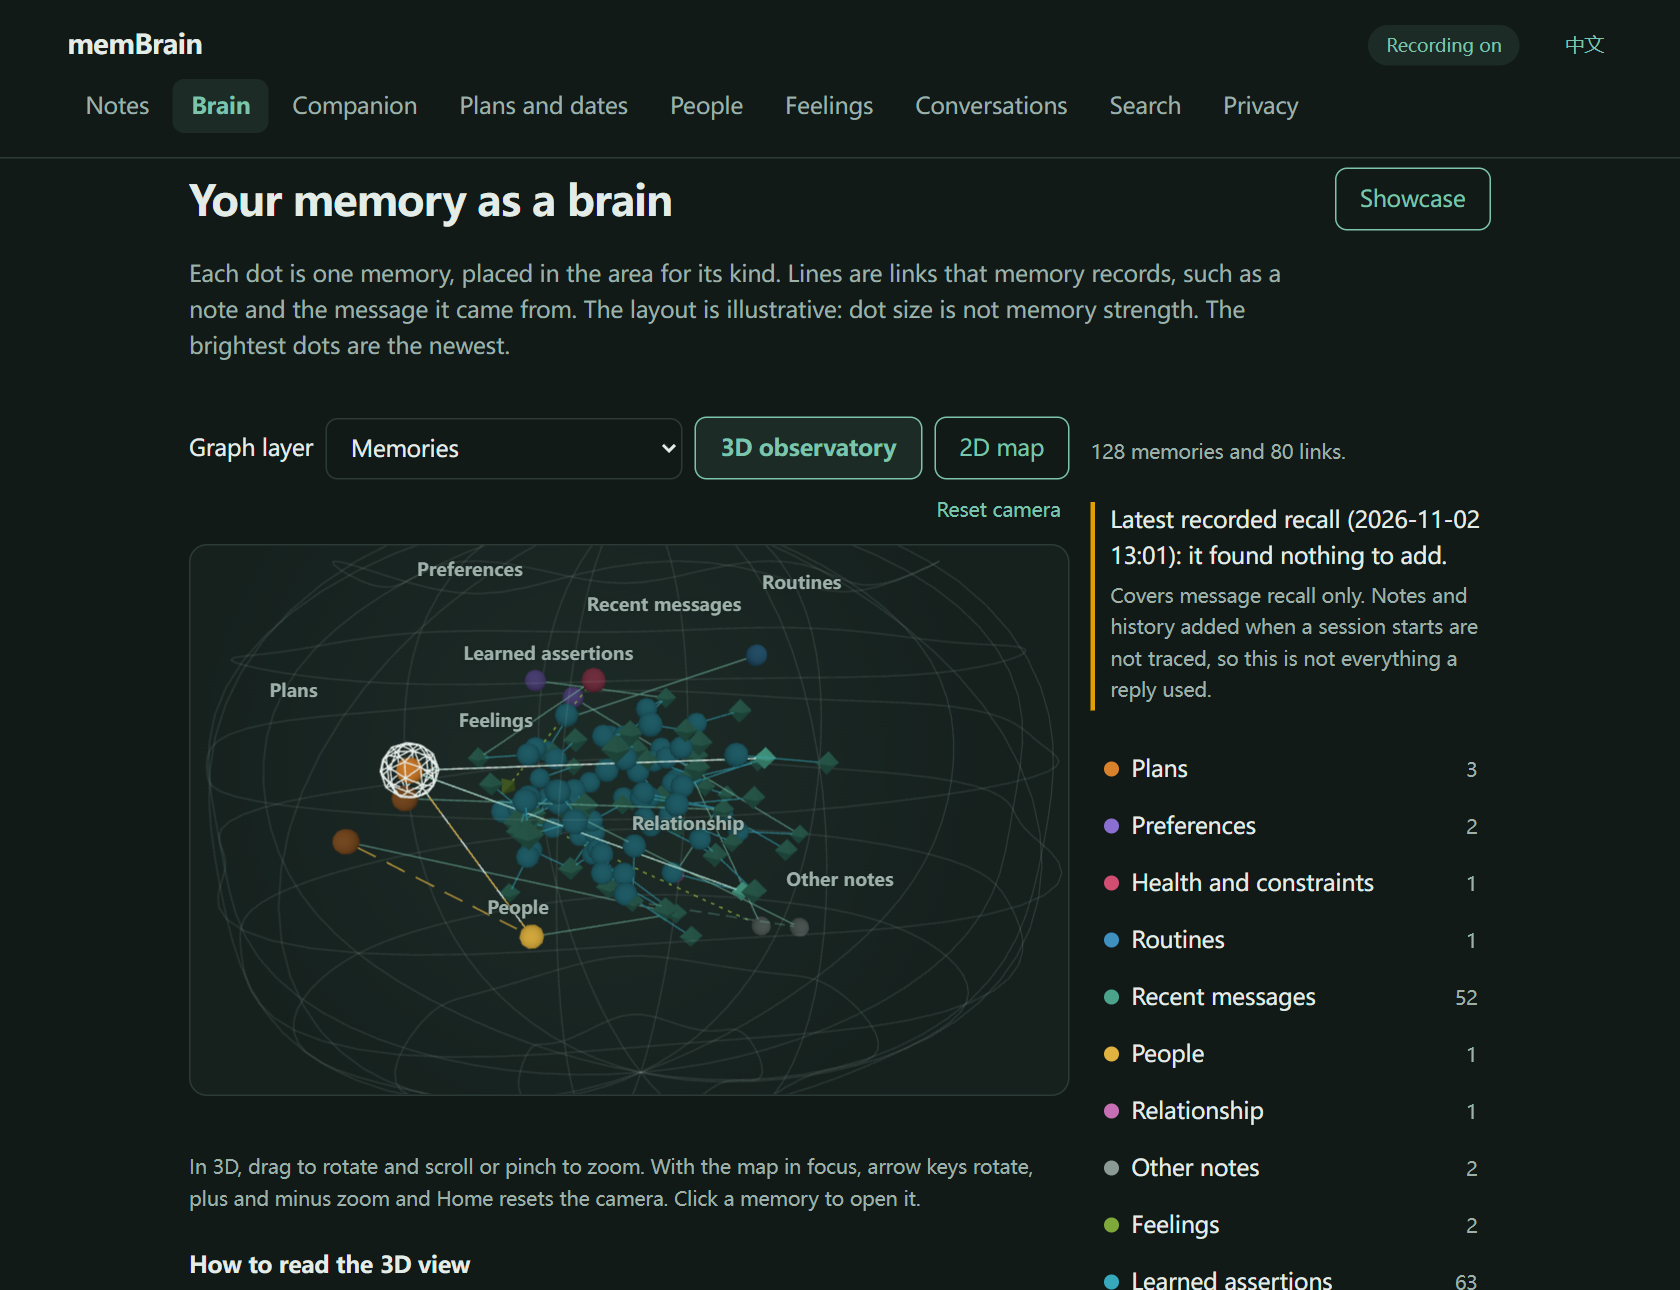 memBrain
Recording on
中文
Notes
Brain
Companion
Plans and dates
People
Feelings
Conversations
Search
Privacy
Your memory as a brain
Showcase
Each dot is one memory, placed in the area for its kind. Lines are links that memory records, such as a
note and the message it came from. The layout is illustrative: dot size is not memory strength. The
brightest dots are the newest.
Graph layer
Memories
3D observatory
2D map
128 memories and 80 links.
Reset camera
Latest recorded recall (2026-11-02
13:01): it found nothing to add.
Covers message recall only. Notes and
history added when a session starts are
not traced, so this is not everything a
reply used.
Preferences
Routines
Recent messages
Learned assertions
Plans
Feelings
Relationship
Other notes
People
Plans 3
Preferences 2
Health and constraints 1
Routines 1
Recent messages 52
People 1
Relationship 1
Other notes 2
Feelings 2
Learned assertions 63
In 3D, drag to rotate and scroll or pinch to zoom. With the map in focus, arrow keys rotate,
plus and minus zoom and Home resets the camera. Click a memory to open it.
How to read the 3D view